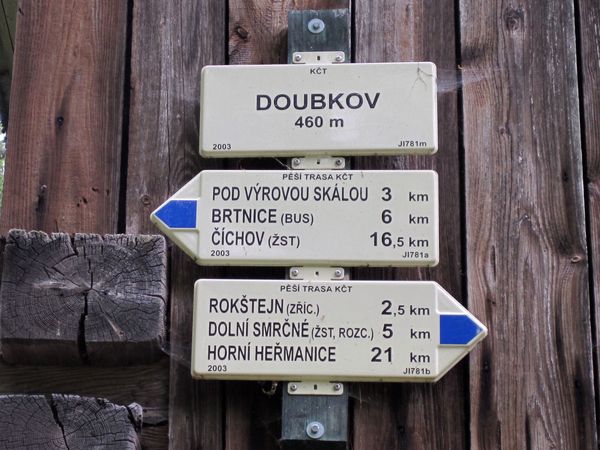 KČT
DOUBKOV
460 m
2003 JI781m
PĚŠÍ TRASA KČT
POD VÝROVOU SKÁLOU 3 km
BRTNICE (BUS) 6 km
ČÍCHOV (ŽST) 16,5 km
2003 JI781a
PĚŠÍ TRASA KČT
ROKŠTEJN (ZŘÍC.) 2,5 km
DOLNÍ SMRČNÉ (ŽST, ROZC.) 5 km
HORNÍ HEŘMANICE 21 km
2003 JI781b